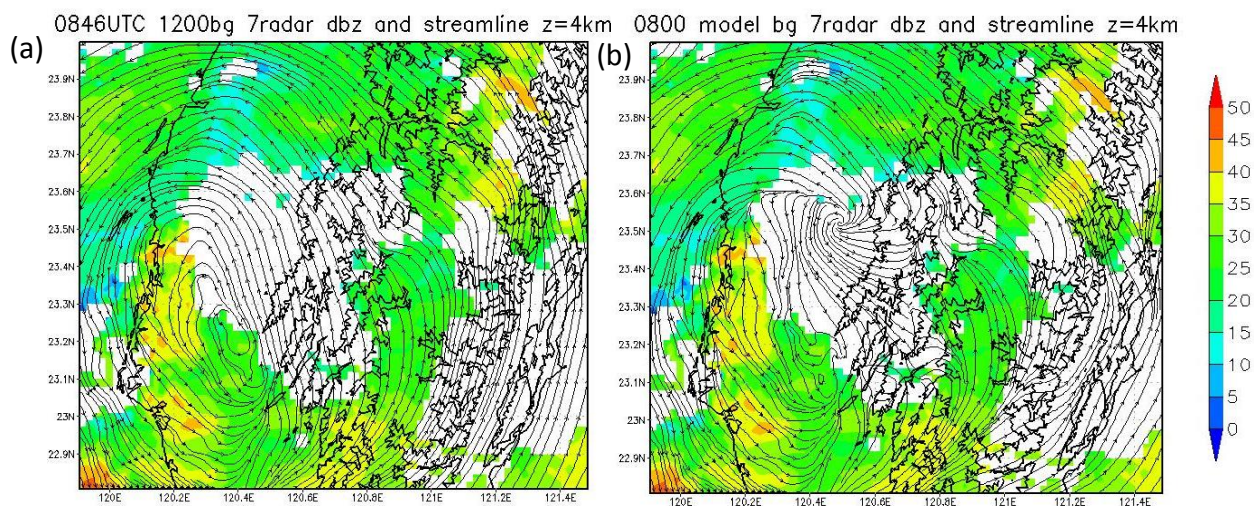 0846UTC 1200bg 7radar dbz and streamline z=4km
0800 model bg 7radar dbz and streamline z=4km
(a)
(b)
23.9N
23.8N
23.7N
23.6N
23.5N
23.4N
23.3N
23.2N
23.1N
23N
22.9N
120E 120.2E 120.4E 120.6E 120.8E 121E 121.2E 121.4E
23.9N
23.8N
23.7N
23.6N
23.5N
23.4N
23.3N
23.2N
23.1N
23N
22.9N
120E 120.2E 120.4E 120.6E 120.8E 121E 121.2E 121.4E
50
45
40
35
30
25
20
15
10
5
0